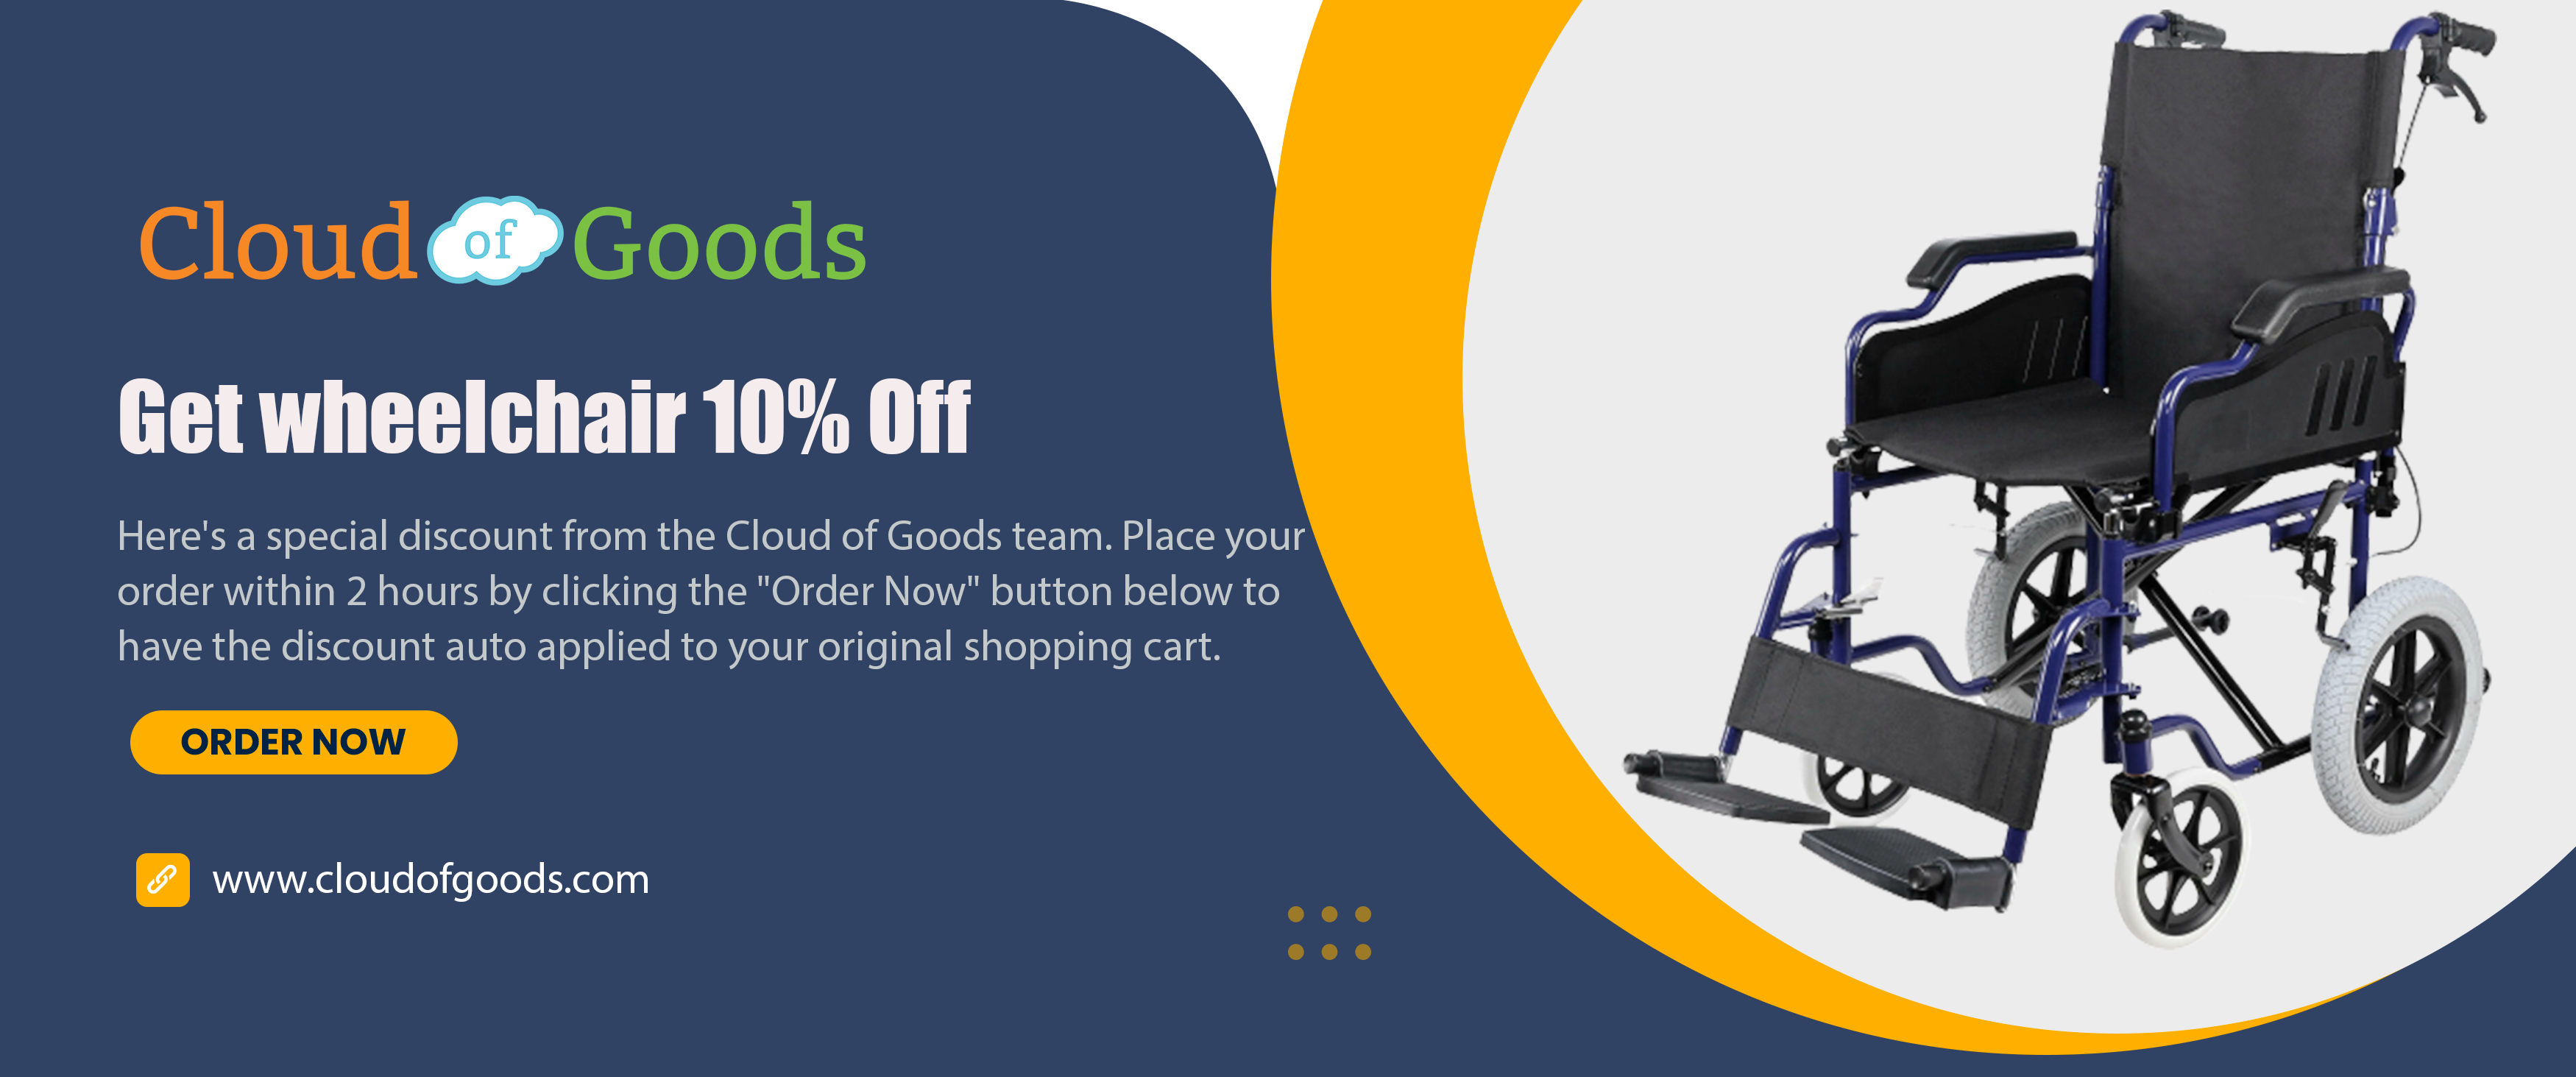 Cloud of Goods
Get wheelchair 10% Off
Here's a special discount from the Cloud of Goods team. Place your
order within 2 hours by clicking the "Order Now" button below to
have the discount auto applied to your original shopping cart.
ORDER NOW
www.cloudofgoods.com